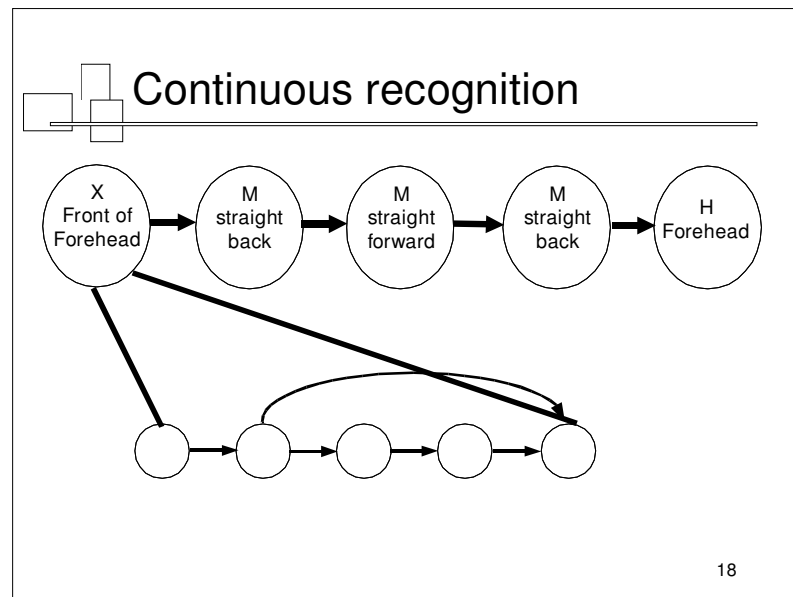 Continuous recognition
X
Front of
Forehead
M
straight
back
M
straight
forward
M
straight
back
H
Forehead
18